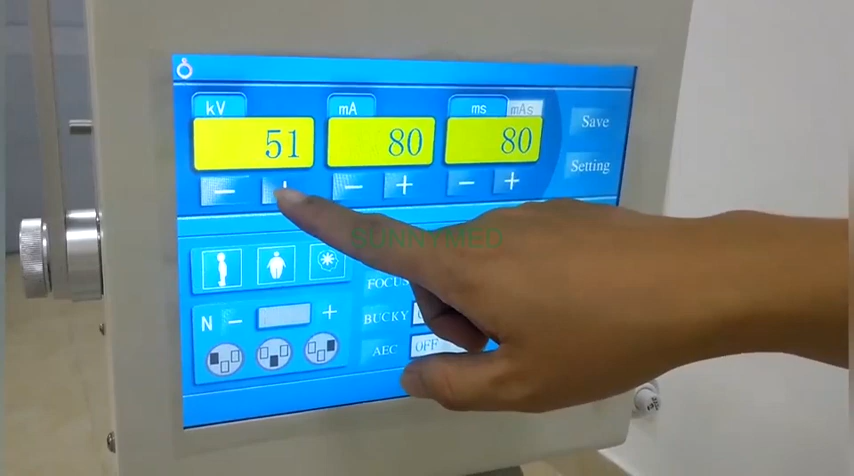 kV mA ms mAs
51 80 80
Save
− + − + − +
Setting
SUNNYMED
FOCUS
N − +
BUCKY
AEC OFF